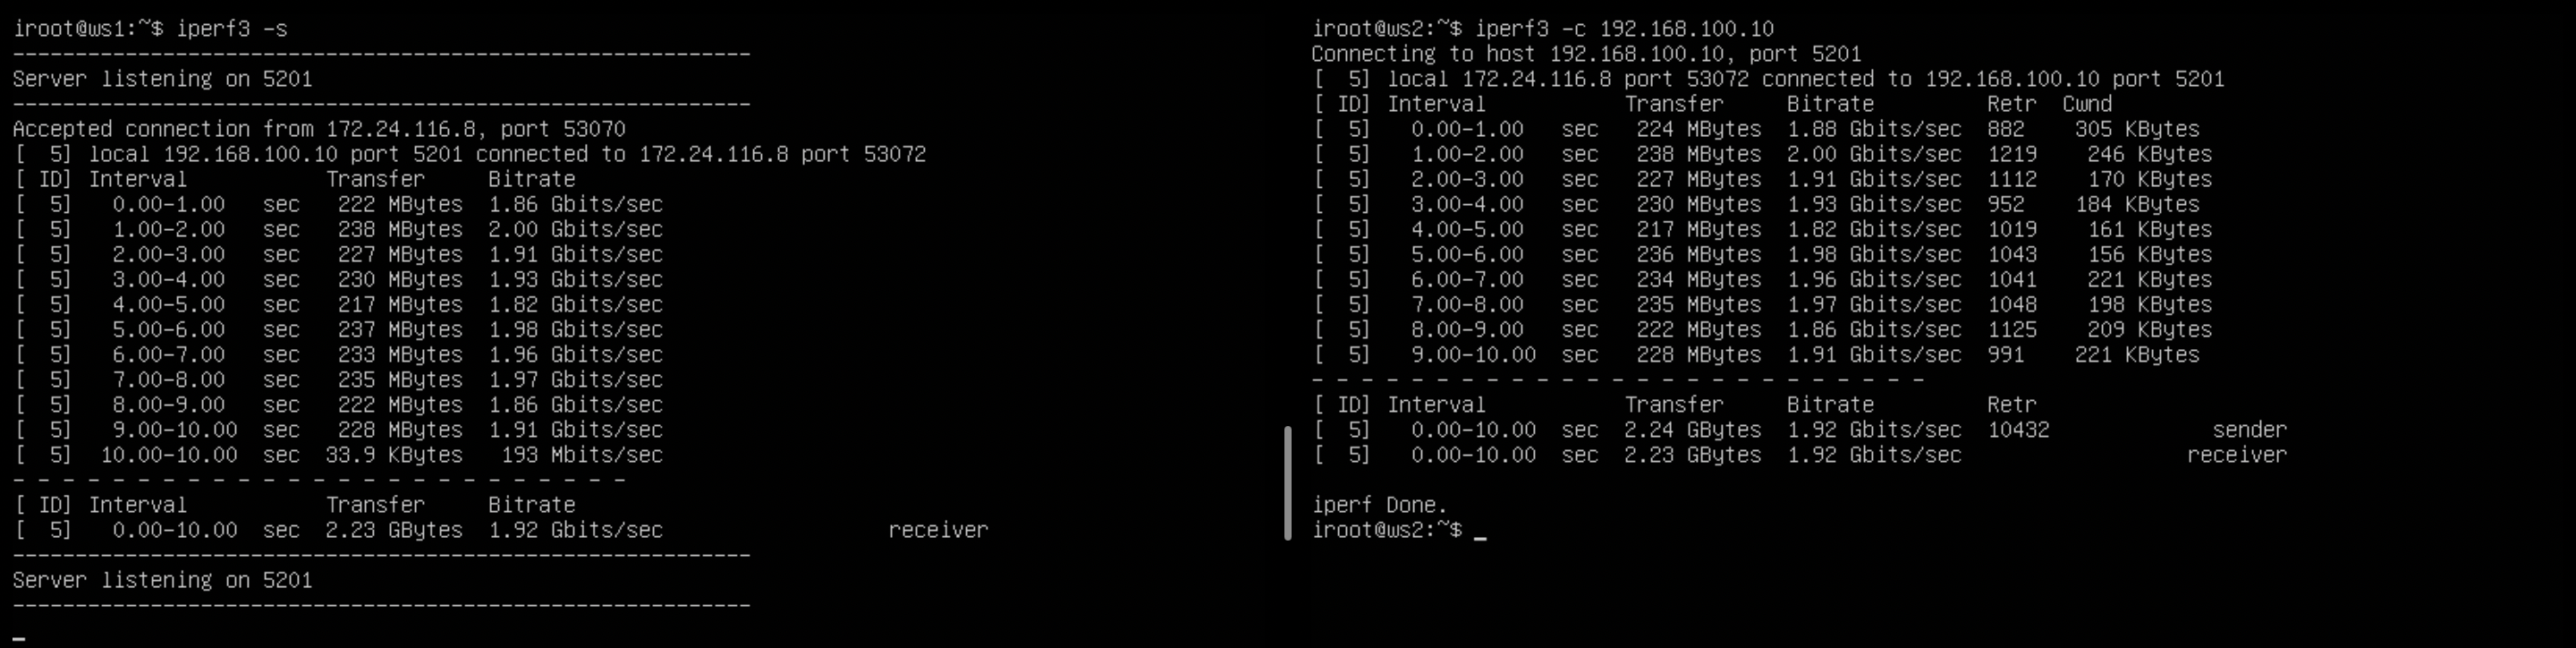 iroot@ws1:~$ iperf3 -s
-----------------------------------------------------------
Server listening on 5201
-----------------------------------------------------------
Accepted connection from 172.24.116.8, port 53070
[  5] local 192.168.100.10 port 5201 connected to 172.24.116.8 port 53072
[ ID] Interval           Transfer     Bitrate
[  5]   0.00-1.00   sec   222 MBytes  1.86 Gbits/sec
[  5]   1.00-2.00   sec   238 MBytes  2.00 Gbits/sec
[  5]   2.00-3.00   sec   227 MBytes  1.91 Gbits/sec
[  5]   3.00-4.00   sec   230 MBytes  1.93 Gbits/sec
[  5]   4.00-5.00   sec   217 MBytes  1.82 Gbits/sec
[  5]   5.00-6.00   sec   237 MBytes  1.98 Gbits/sec
[  5]   6.00-7.00   sec   233 MBytes  1.96 Gbits/sec
[  5]   7.00-8.00   sec   235 MBytes  1.97 Gbits/sec
[  5]   8.00-9.00   sec   222 MBytes  1.86 Gbits/sec
[  5]   9.00-10.00  sec   228 MBytes  1.91 Gbits/sec
[  5]  10.00-10.00  sec  33.9 KBytes   193 Mbits/sec
- - - - - - - - - - - - - - - - - - - - - - - - -
[ ID] Interval           Transfer     Bitrate
[  5]   0.00-10.00  sec  2.23 GBytes  1.92 Gbits/sec                  receiver
-----------------------------------------------------------
Server listening on 5201
-----------------------------------------------------------
iroot@ws2:~$ iperf3 -c 192.168.100.10
Connecting to host 192.168.100.10, port 5201
[  5] local 172.24.116.8 port 53072 connected to 192.168.100.10 port 5201
[ ID] Interval           Transfer     Bitrate         Retr  Cwnd
[  5]   0.00-1.00   sec   224 MBytes  1.88 Gbits/sec  882    305 KBytes
[  5]   1.00-2.00   sec   238 MBytes  2.00 Gbits/sec  1219    246 KBytes
[  5]   2.00-3.00   sec   227 MBytes  1.91 Gbits/sec  1112    170 KBytes
[  5]   3.00-4.00   sec   230 MBytes  1.93 Gbits/sec  952    184 KBytes
[  5]   4.00-5.00   sec   217 MBytes  1.82 Gbits/sec  1019    161 KBytes
[  5]   5.00-6.00   sec   236 MBytes  1.98 Gbits/sec  1043    156 KBytes
[  5]   6.00-7.00   sec   234 MBytes  1.96 Gbits/sec  1041    221 KBytes
[  5]   7.00-8.00   sec   235 MBytes  1.97 Gbits/sec  1048    198 KBytes
[  5]   8.00-9.00   sec   222 MBytes  1.86 Gbits/sec  1125    209 KBytes
[  5]   9.00-10.00  sec   228 MBytes  1.91 Gbits/sec  991    221 KBytes
- - - - - - - - - - - - - - - - - - - - - - - - -
[ ID] Interval           Transfer     Bitrate         Retr
[  5]   0.00-10.00  sec  2.24 GBytes  1.92 Gbits/sec  10432             sender
[  5]   0.00-10.00  sec  2.23 GBytes  1.92 Gbits/sec                  receiver
iperf Done.
iroot@ws2:~$ _